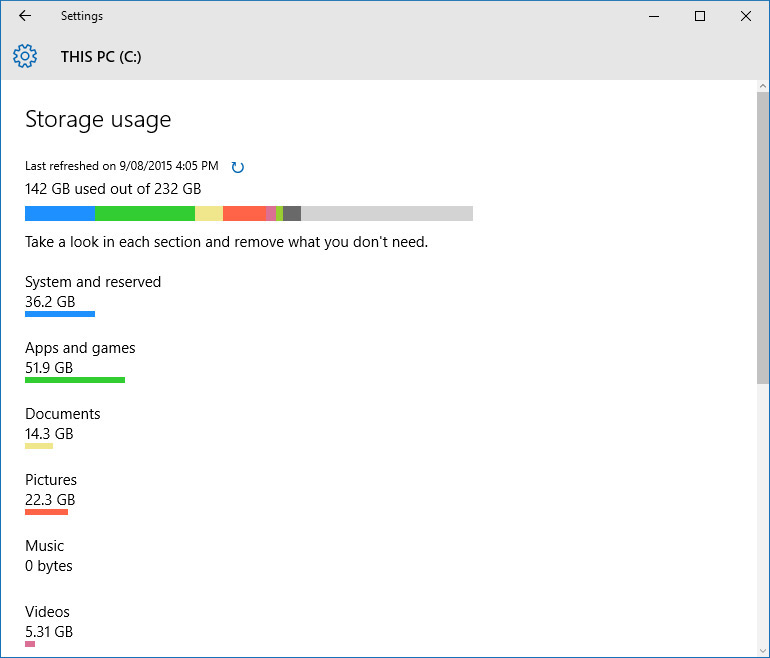 Settings
THIS PC (C:)
Storage usage
Last refreshed on 9/08/2015 4:05 PM
142 GB used out of 232 GB
Take a look in each section and remove what you don't need.
System and reserved
36.2 GB
Apps and games
51.9 GB
Documents
14.3 GB
Pictures
22.3 GB
Music
0 bytes
Videos
5.31 GB